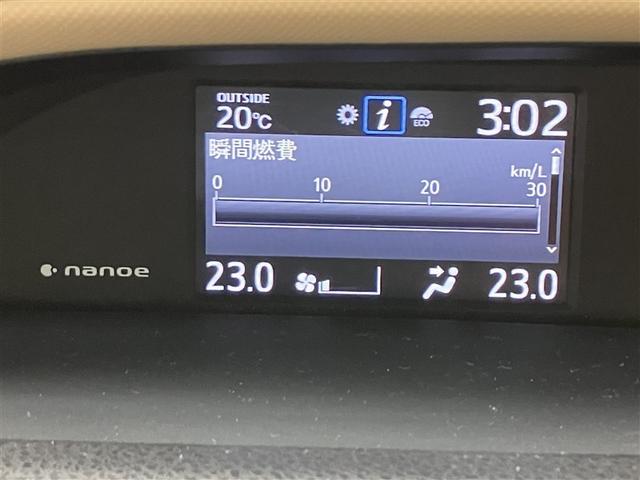 OUTSIDE
20℃
i
ECO
3:02
瞬間燃費
km/L
0 10 20 30
nanoe
23.0
23.0